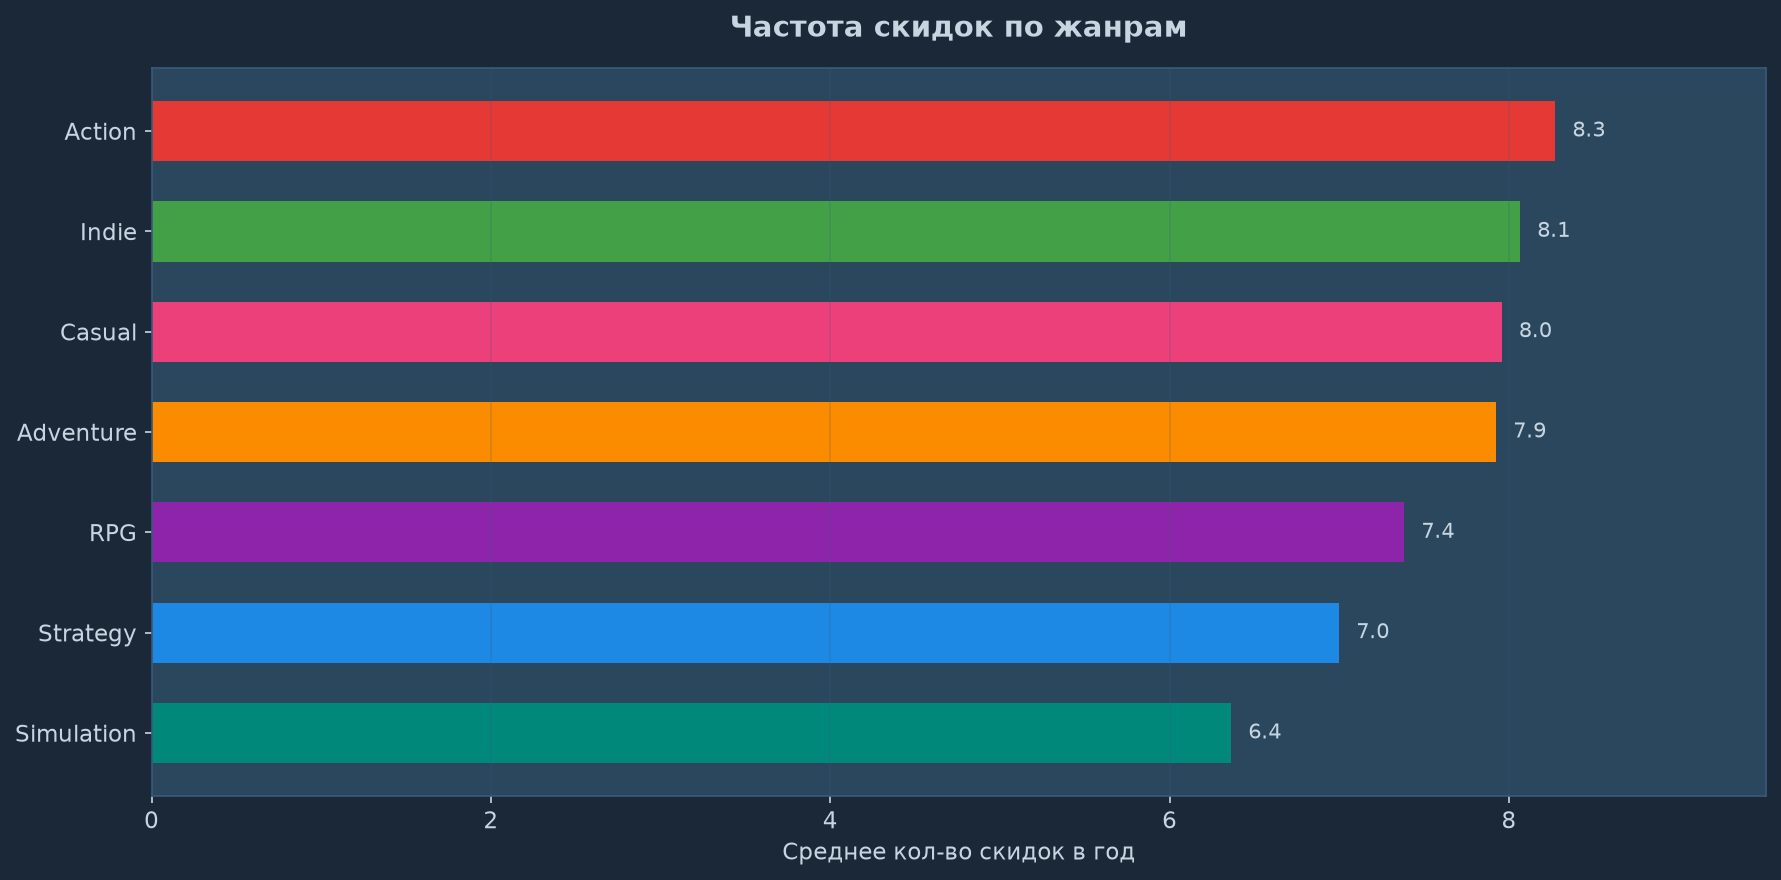 Частота скидок по жанрам
Action 8.3
Indie 8.1
Casual 8.0
Adventure 7.9
RPG 7.4
Strategy 7.0
Simulation 6.4
0 2 4 6 8
Среднее кол-во скидок в год